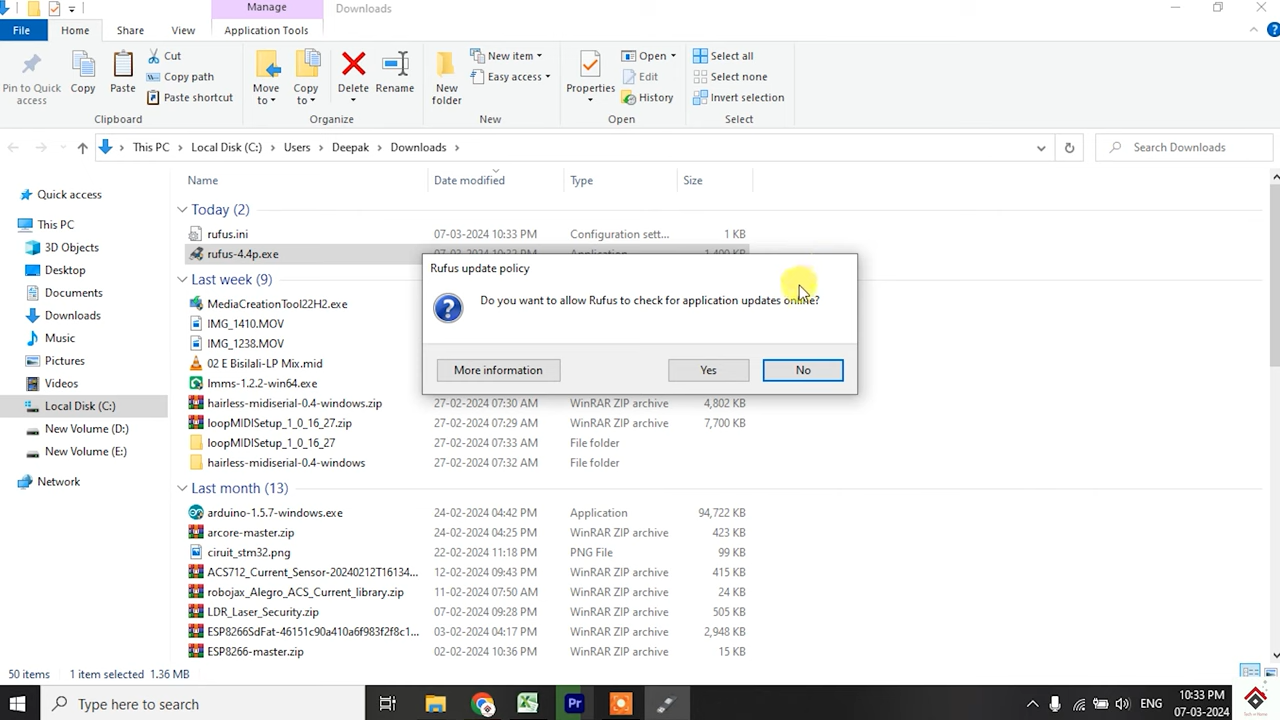 Manage
Downloads
File
Home
Share
View
Application Tools
Pin to Quick access
Copy
Paste
Cut
Copy path
Paste shortcut
Move to
Copy to
Delete
Rename
New folder
New item
Easy access
Properties
Open
Edit
History
Select all
Select none
Invert selection
Clipboard
Organize
New
Open
Select
This PC
Local Disk (C:)
Users
Deepak
Downloads
Search Downloads
Name
Date modified
Type
Size
Quick access
This PC
3D Objects
Desktop
Documents
Downloads
Music
Pictures
Videos
Local Disk (C:)
New Volume (D:)
New Volume (E:)
Network
Today (2)
rufus.ini 07-03-2024 10:33 PM Configuration sett... 1 KB
rufus-4.4p.exe
Last week (9)
MediaCreationTool22H2.exe
IMG_1410.MOV
IMG_1238.MOV
02 E Bisilali-LP Mix.mid
lmms-1.2.2-win64.exe
hairless-midiserial-0.4-windows.zip 27-02-2024 07:30 AM WinRAR ZIP archive 4,802 KB
loopMIDISetup_1_0_16_27.zip 27-02-2024 07:29 AM WinRAR ZIP archive 7,700 KB
loopMIDISetup_1_0_16_27 27-02-2024 07:33 AM File folder
hairless-midiserial-0.4-windows 27-02-2024 07:32 AM File folder
Last month (13)
arduino-1.5.7-windows.exe 24-02-2024 04:42 PM Application 94,722 KB
arcore-master.zip 24-02-2024 04:25 PM WinRAR ZIP archive 423 KB
ciruit_stm32.png 22-02-2024 11:18 PM PNG File 99 KB
ACS712_Current_Sensor-20240212T16134... 12-02-2024 09:43 PM WinRAR ZIP archive 415 KB
robojax_Alegro_ACS_Current_library.zip 11-02-2024 07:50 AM WinRAR ZIP archive 24 KB
LDR_Laser_Security.zip 07-02-2024 09:28 PM WinRAR ZIP archive 505 KB
ESP8266SdFat-46151c90a410a6f983f2f8c1... 03-02-2024 04:17 PM WinRAR ZIP archive 2,948 KB
ESP8266-master.zip 02-02-2024 10:36 PM WinRAR ZIP archive 15 KB
Rufus update policy
Do you want to allow Rufus to check for application updates online?
More information
Yes
No
50 items 1 item selected 1.36 MB
Type here to search
Pr
ENG
10:33 PM
07-03-2024